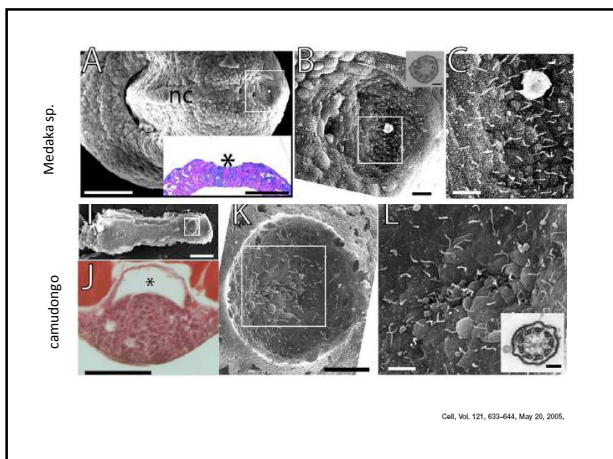 Medaka sp.
A
nc
*
B
C
camudongo
I
J
*
K
L
Cell, Vol. 121, 633–644, May 20, 2005,